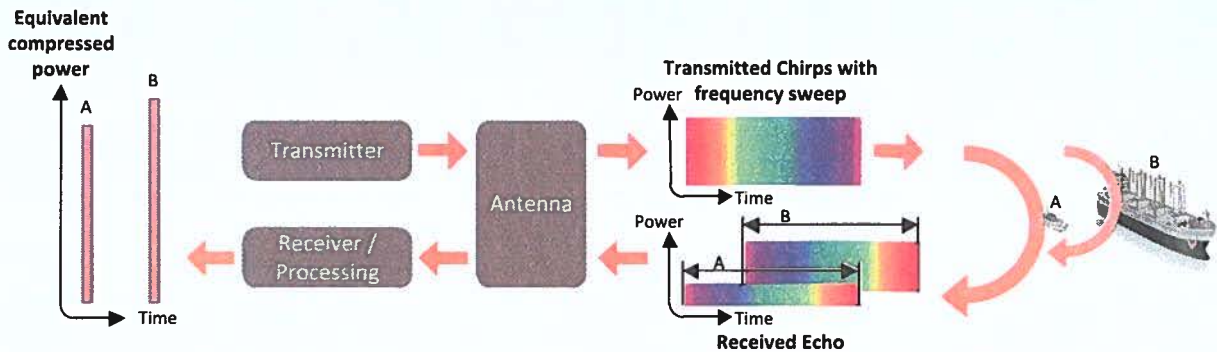 Equivalent
compressed
power
A
B
Time
Transmitter
Receiver /
Processing
Antenna
Transmitted Chirps with
frequency sweep
Power
Time
Power
B
A
Time
Received Echo
A
B